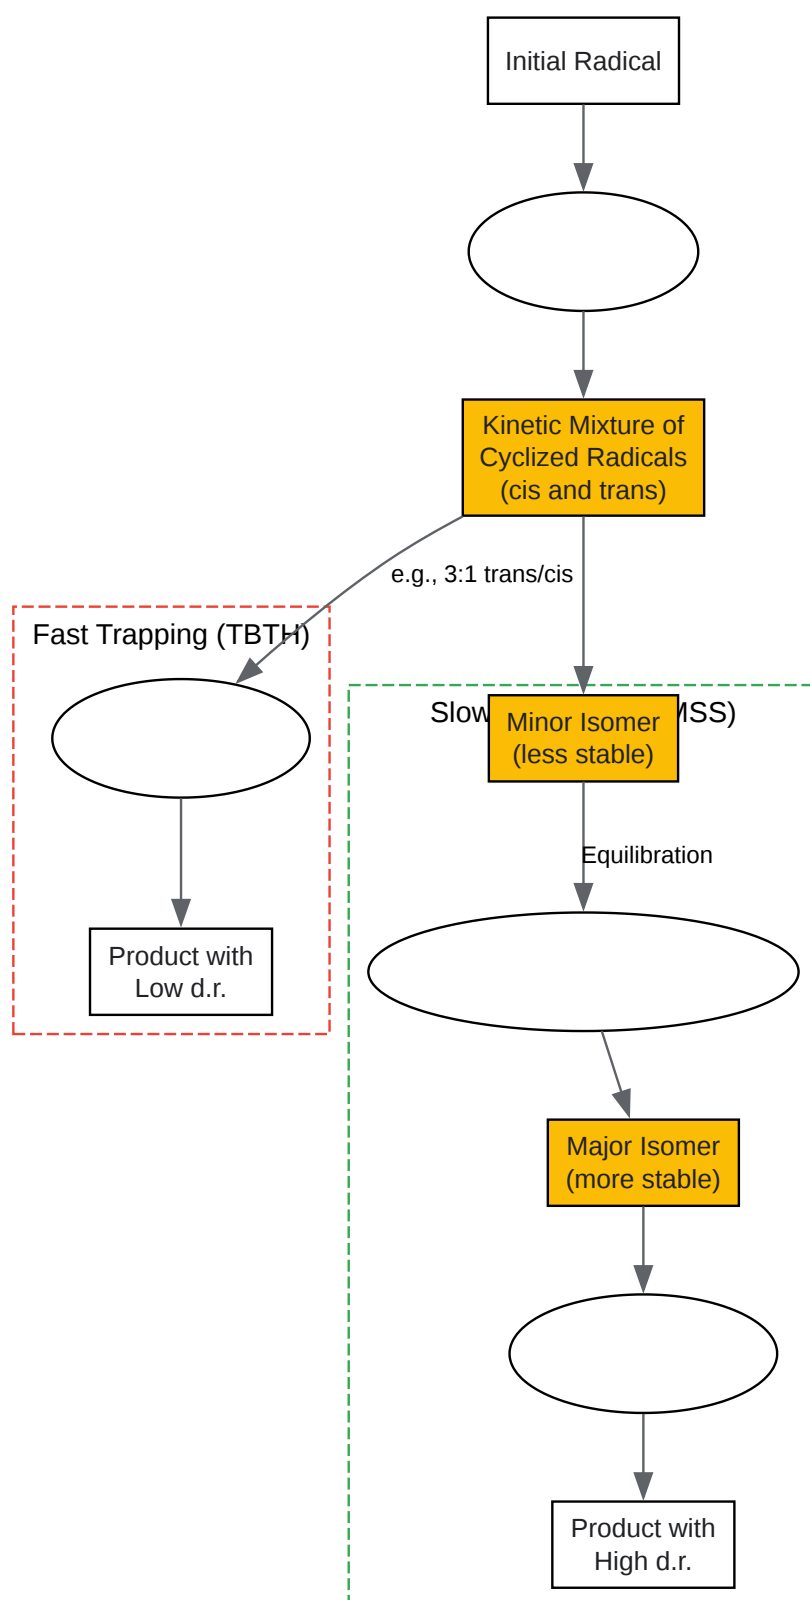 Initial Radical
Kinetic Mixture of
Cyclized Radicals
(cis and trans)
e.g., 3:1 trans/cis
Fast Trapping (TBTH)
Slow
MSS)
Minor Isomer
(less stable)
Equilibration
Product with
Low d.r.
Major Isomer
(more stable)
Product with
High d.r.